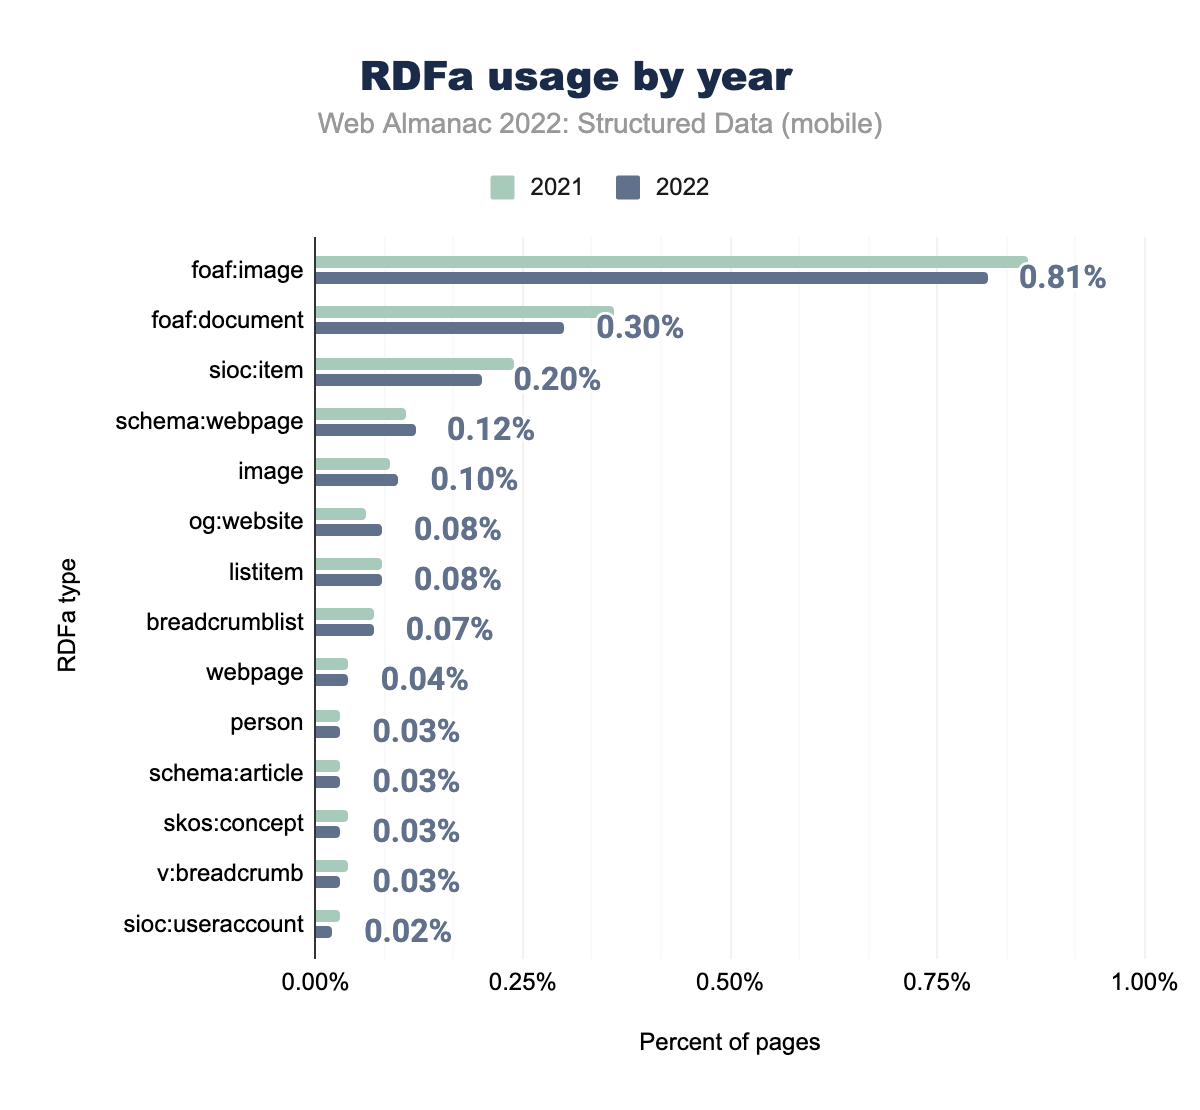 RDFa usage by year
Web Almanac 2022: Structured Data (mobile)
2021 2022
foaf:image 0.81%
foaf:document 0.30%
sioc:item 0.20%
schema:webpage 0.12%
image 0.10%
og:website 0.08%
listitem 0.08%
breadcrumblist 0.07%
webpage 0.04%
person 0.03%
schema:article 0.03%
skos:concept 0.03%
v:breadcrumb 0.03%
sioc:useraccount 0.02%
RDFa type
0.00% 0.25% 0.50% 0.75% 1.00%
Percent of pages